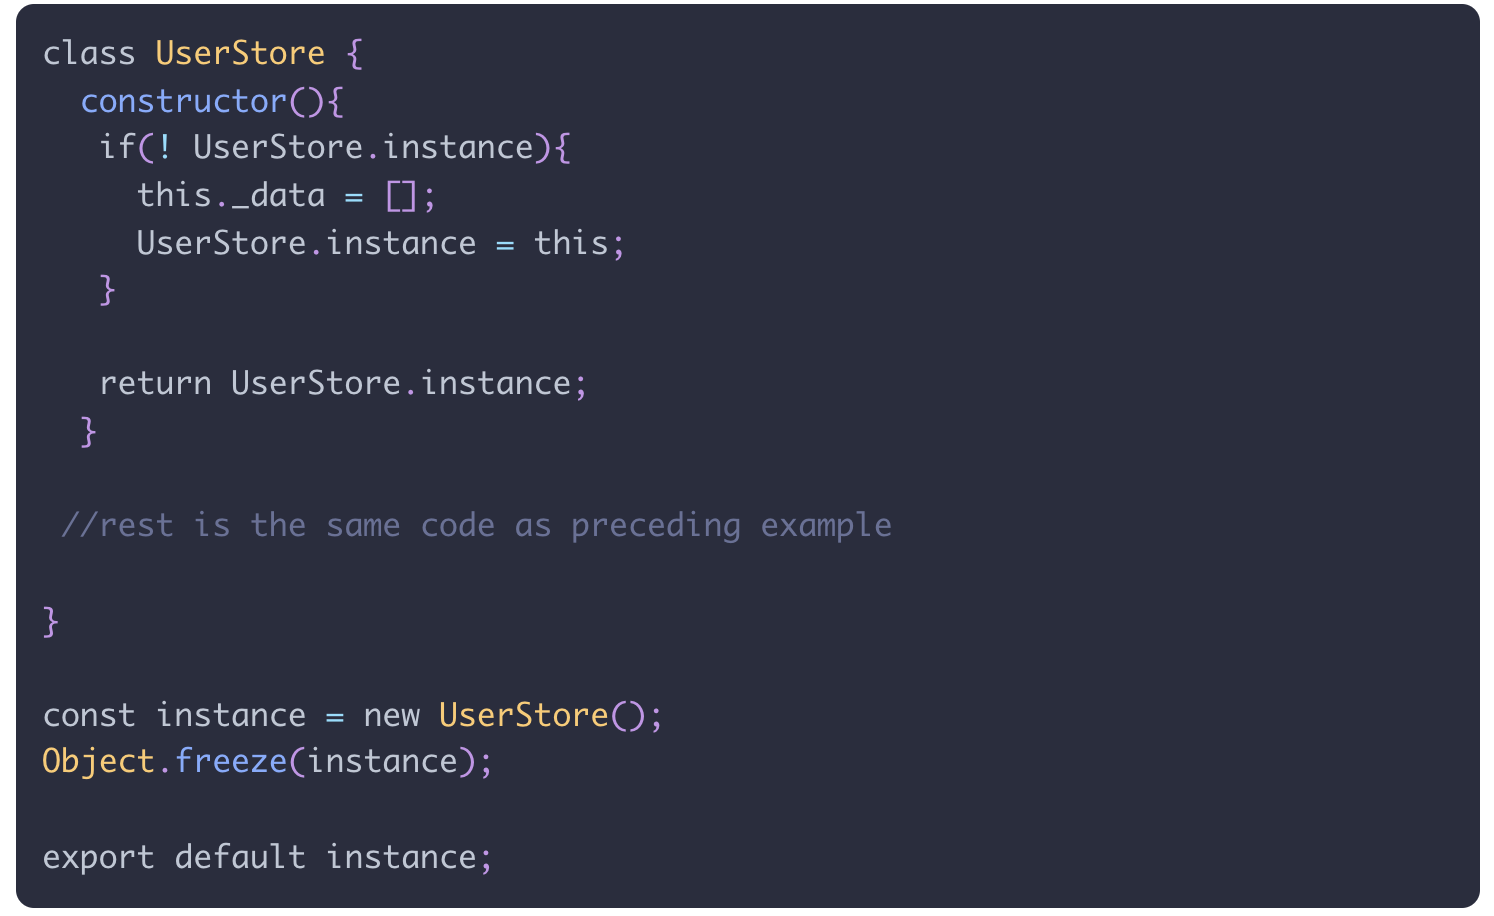 class UserStore {
  constructor(){
   if(! UserStore.instance){
     this._data = [];
     UserStore.instance = this;
   }

   return UserStore.instance;
  }

 //rest is the same code as preceding example

}

const instance = new UserStore();
Object.freeze(instance);

export default instance;